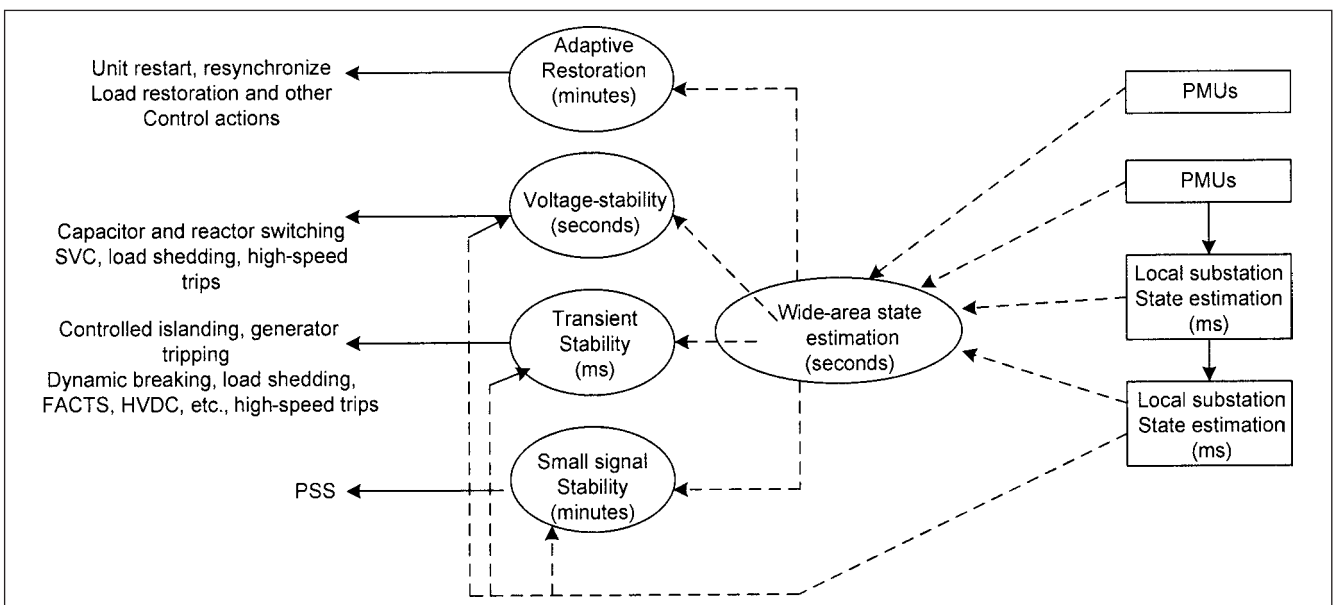 Unit restart, resynchronize
Load restoration and other
Control actions
Adaptive
Restoration
(minutes)
PMUs
PMUs
Voltage-stability
(seconds)
Capacitor and reactor switching
SVC, load shedding, high-speed
trips
Local substation
State estimation
(ms)
Wide-area state
estimation
(seconds)
Transient
Stability
(ms)
Controlled islanding, generator
tripping
Dynamic breaking, load shedding,
FACTS, HVDC, etc., high-speed trips
Local substation
State estimation
(ms)
Small signal
Stability
(minutes)
PSS